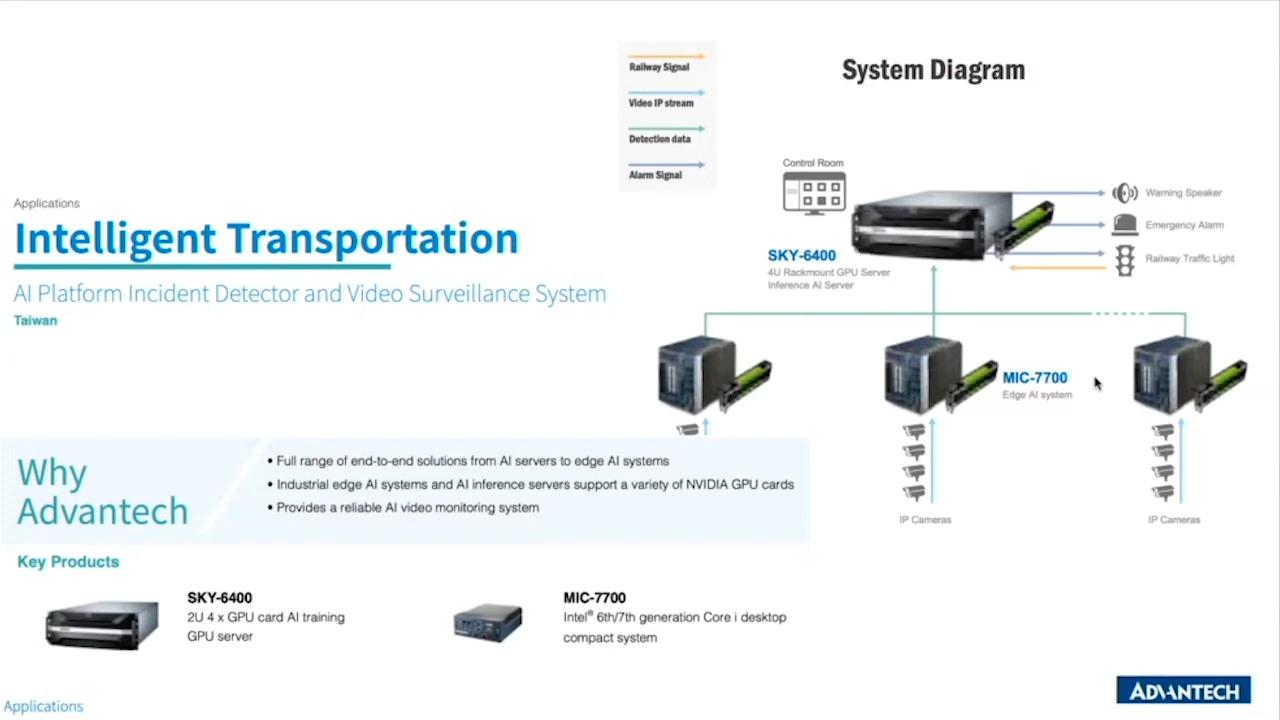 Applications
Intelligent Transportation
AI Platform Incident Detector and Video Surveillance System
Taiwan
Railway Signal
Video IP stream
Detection data
Alarm Signal
System Diagram
Control Room
SKY-6400
4U Rackmount GPU Server
Inference AI Server
Warning Speaker
Emergency Alarm
Railway Traffic Light
MIC-7700
Edge AI system
IP Cameras
IP Cameras
Why
Advantech
• Full range of end-to-end solutions from AI servers to edge AI systems
• Industrial edge AI systems and AI inference servers support a variety of NVIDIA GPU cards
• Provides a reliable AI video monitoring system
Key Products
SKY-6400
2U 4 x GPU card AI training
GPU server
MIC-7700
Intel® 6th/7th generation Core i desktop
compact system
Applications
ADVANTECH